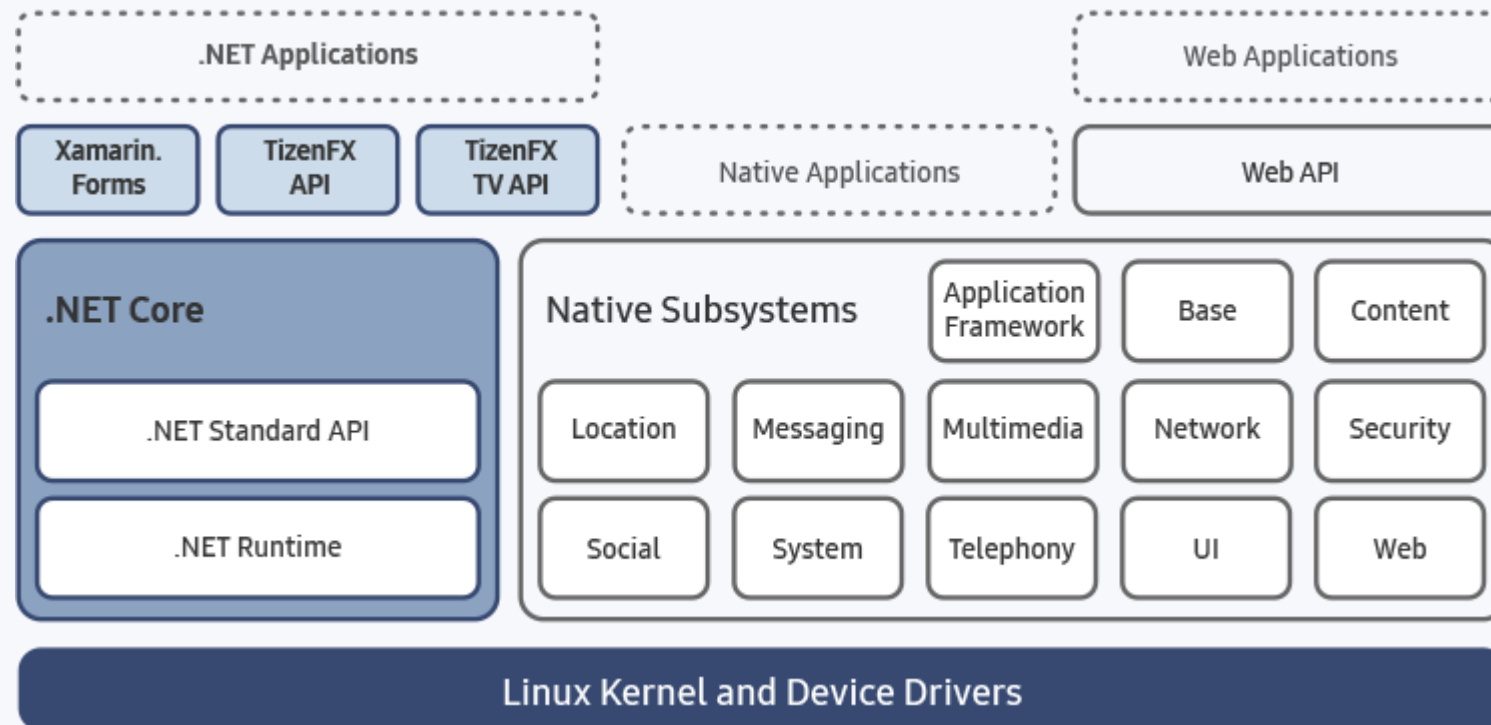 .NET Applications
Web Applications
Xamarin.
Forms
TizenFX
API
TizenFX
TV API
Native Applications
Web API
.NET Core
Native Subsystems
Application
Framework
Base
Content
.NET Standard API
Location
Messaging
Multimedia
Network
Security
.NET Runtime
Social
System
Telephony
UI
Web
Linux Kernel and Device Drivers